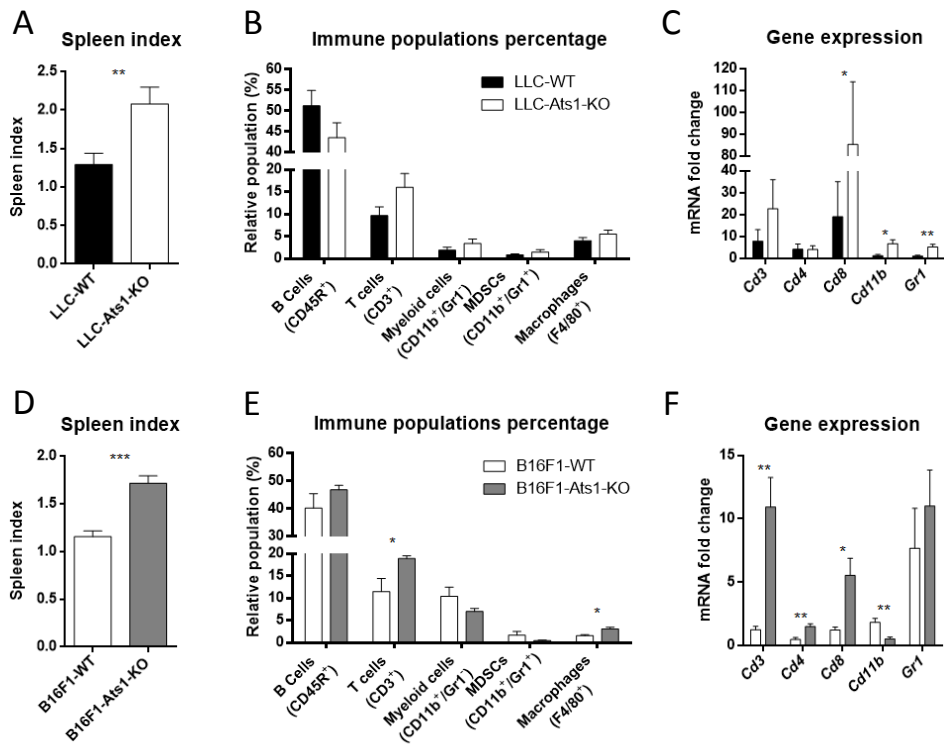 A
Spleen index
**
2.5
2.0
1.5
1.0
0.5
0.0
Spleen index
LLC-WT
LLC-Ats1-KO
B
Immune populations percentage
LLC-WT
LLC-Ats1-KO
60
55
50
45
40
20
15
10
5
0
Relative population (%)
B Cells
(CD45R⁺)
T cells
(CD3⁺)
Myeloid cells
(CD11b⁺/Gr1⁻)
MDSCs
(CD11b⁺/Gr1⁺)
Macrophages
(F4/80⁺)
C
Gene expression
120
100
80
40
30
20
10
0
mRNA fold change
*
*
**
Cd3
Cd4
Cd8
Cd11b
Gr1
D
Spleen index
***
2.0
1.5
1.0
0.5
0.0
Spleen index
B16F1-WT
B16F1-Ats1-KO
E
Immune populations percentage
B16F1-WT
B16F1-Ats1-KO
60
50
40
30
20
15
10
5
0
Relative population (%)
*
*
B Cells
(CD45R⁺)
T cells
(CD3⁺)
Myeloid cells
(CD11b⁺/Gr1⁻)
MDSCs
(CD11b⁺/Gr1⁺)
Macrophages
(F4/80⁺)
F
Gene expression
15
10
5
0
mRNA fold change
**
**
*
**
Cd3
Cd4
Cd8
Cd11b
Gr1